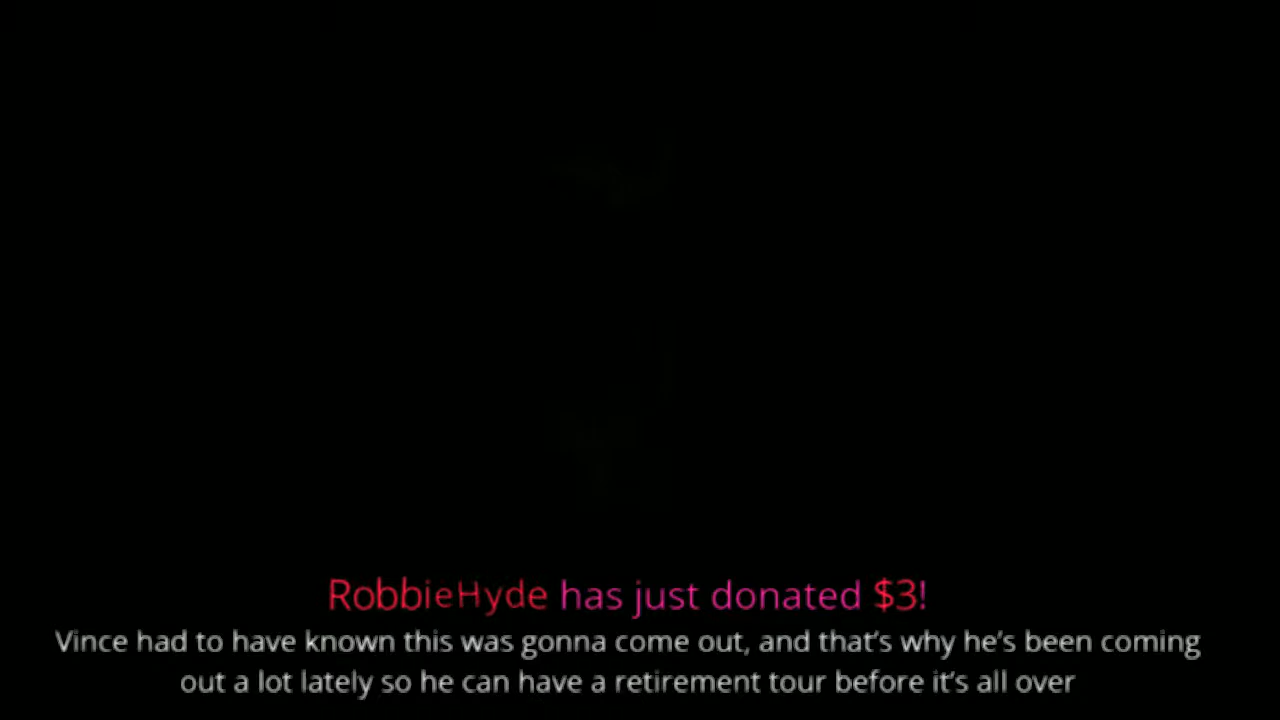 RobbieHyde has just donated $3!
Vince had to have known this was gonna come out, and that's why he's been coming
out a lot lately so he can have a retirement tour before it's all over